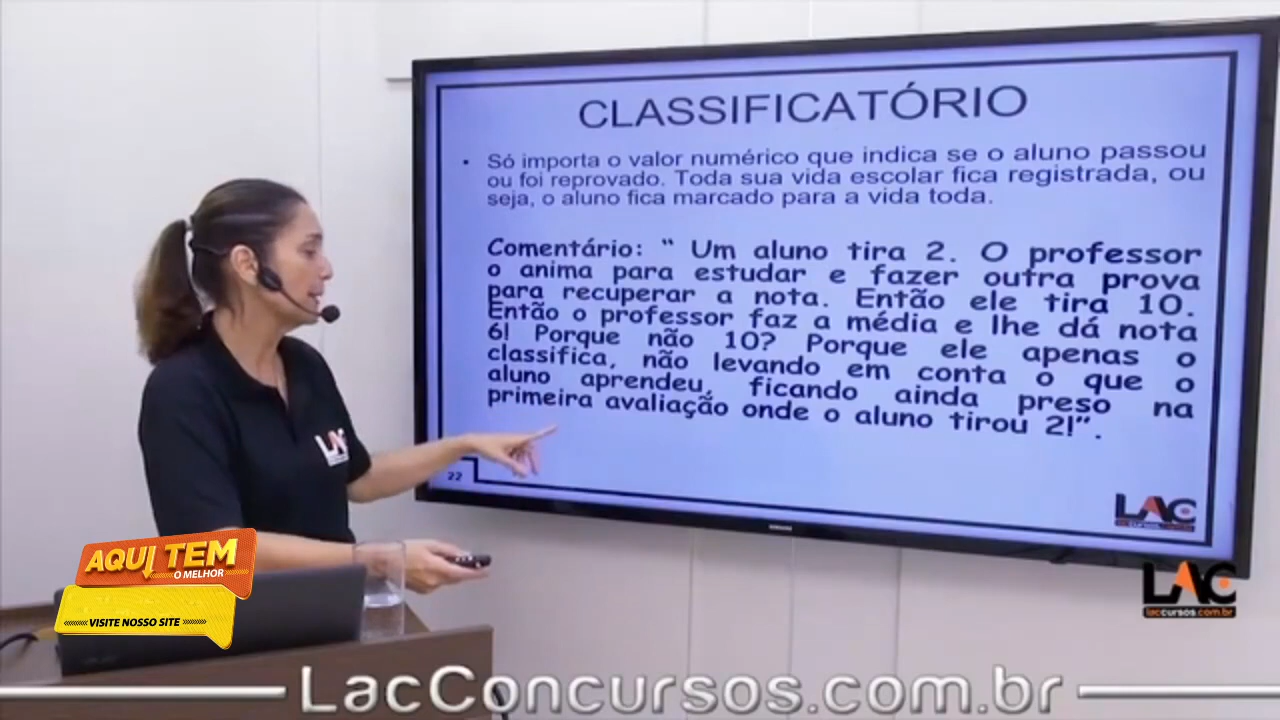 CLASSIFICATÓRIO
• Só importa o valor numérico que indica se o aluno passou
ou foi reprovado. Toda sua vida escolar fica registrada, ou
seja, o aluno fica marcado para a vida toda.
Comentário: “ Um aluno tira 2. O professor
o anima para estudar e fazer outra prova
para recuperar a nota. Então ele tira 10.
Então o professor faz a média e lhe dá nota
6! Porque não 10? Porque ele apenas o
classifica, não levando em conta o que o
aluno aprendeu, ficando ainda preso na
primeira avaliação onde o aluno tirou 2!”.
22
LAC
SAMSUNG
LAC
laccursos.com.br
LAC
AQUI TEM
O MELHOR
VISITE NOSSO SITE
LacConcursos.com.br